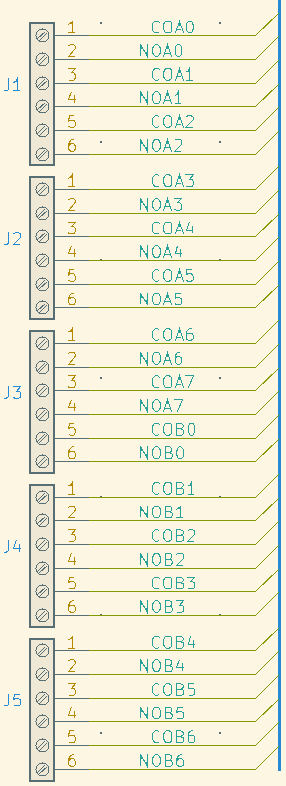 1 COA0
2 NOA0
3 COA1
J1
4 NOA1
5 COA2
6 NOA2
1 COA3
2 NOA3
J2
3 COA4
4 NOA4
5 COA5
6 NOA5
1 COA6
2 NOA6
3 COA7
J3
4 NOA7
5 COB0
6 NOB0
1 COB1
2 NOB1
3 COB2
J4
4 NOB2
5 COB3
6 NOB3
1 COB4
2 NOB4
3 COB5
J5
4 NOB5
5 COB6
6 NOB6